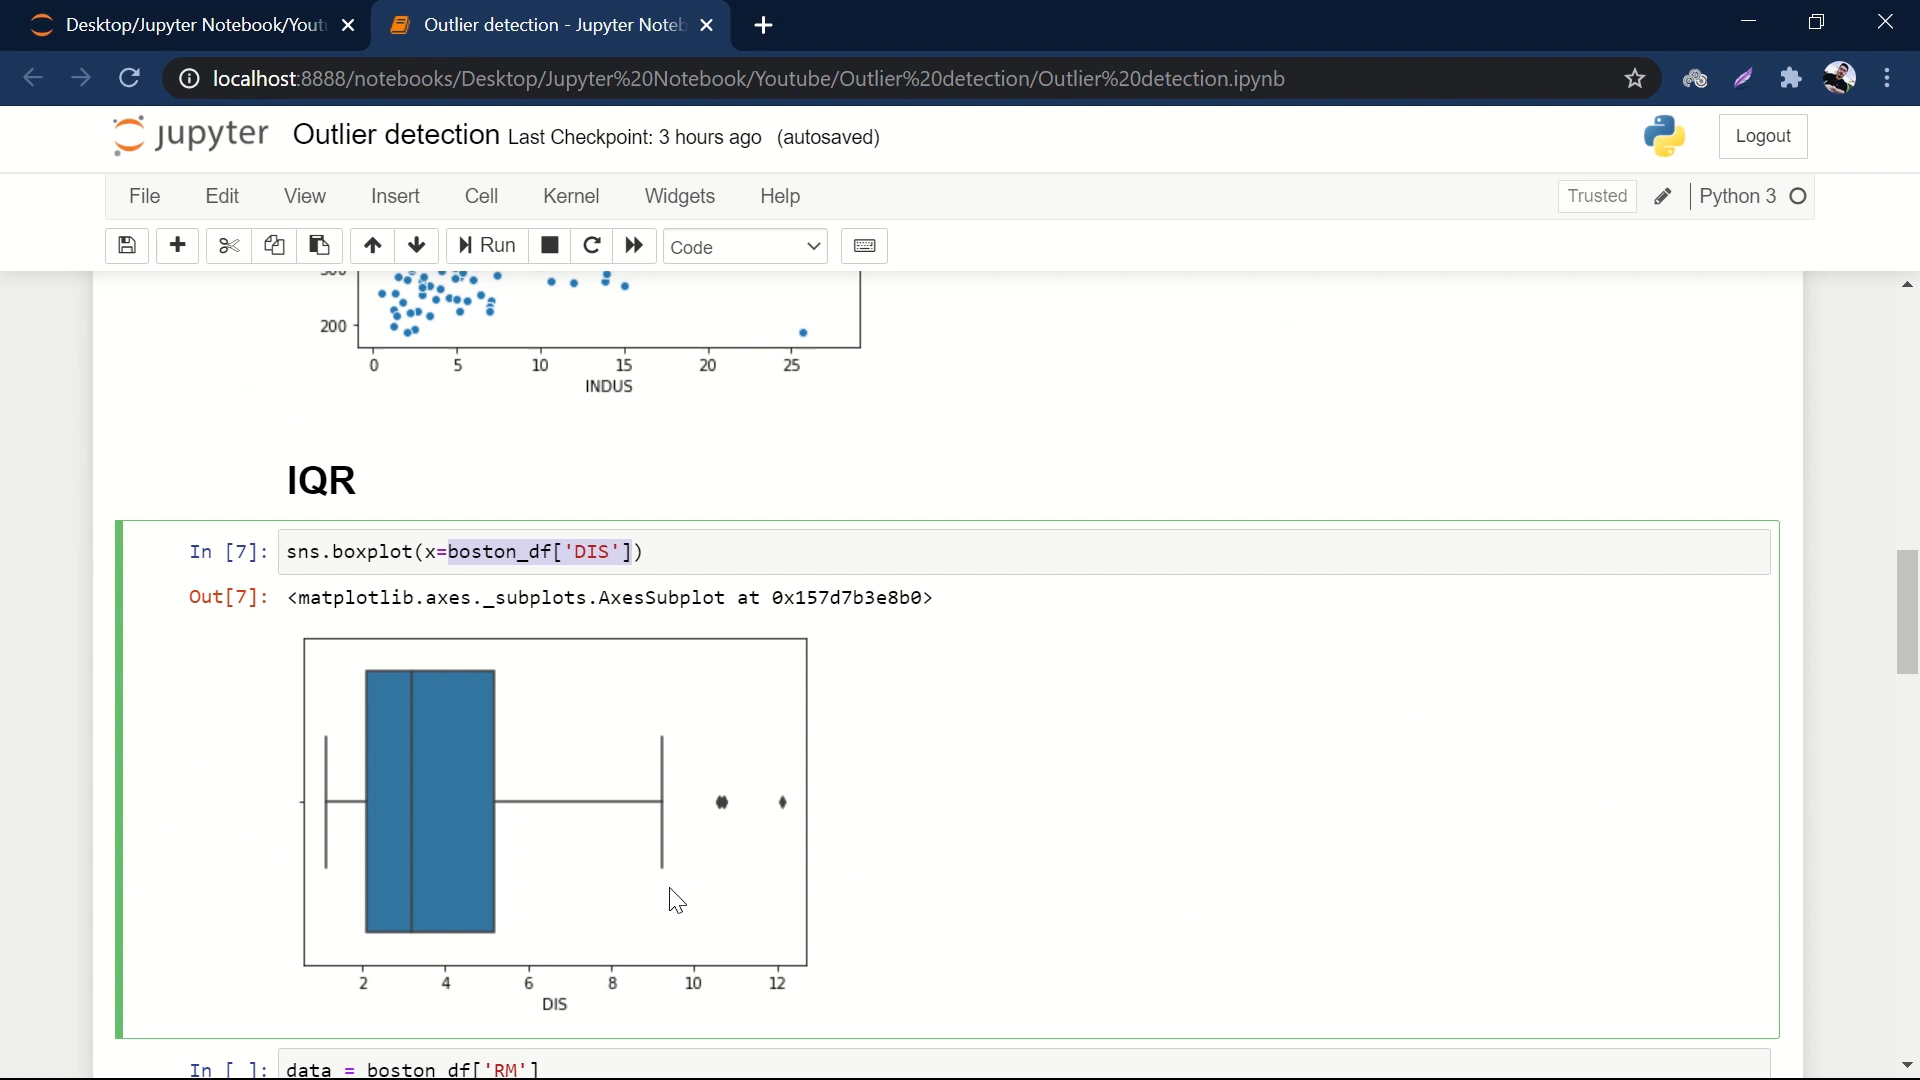 Desktop/Jupyter Notebook/Yout
Outlier detection - Jupyter Noteb
localhost:8888/notebooks/Desktop/Jupyter%20Notebook/Youtube/Outlier%20detection/Outlier%20detection.ipynb
jupyter Outlier detection Last Checkpoint: 3 hours ago (autosaved)
Logout
File Edit View Insert Cell Kernel Widgets Help
Trusted
Python 3
Run
Code
200
0 5 10 15 20 25
INDUS
IQR
In [7]: sns.boxplot(x=boston_df['DIS'])
Out[7]: <matplotlib.axes._subplots.AxesSubplot at 0x157d7b3e8b0>
2 4 6 8 10 12
DIS
In [ ]: data = boston_df['RM']